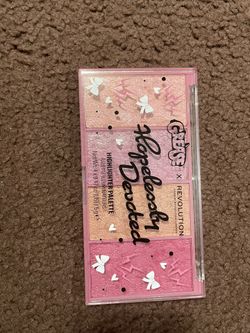 GREASE
X
REVOLUTION
Hopelessly
Devoted
HIGHLIGHTER PALETTE